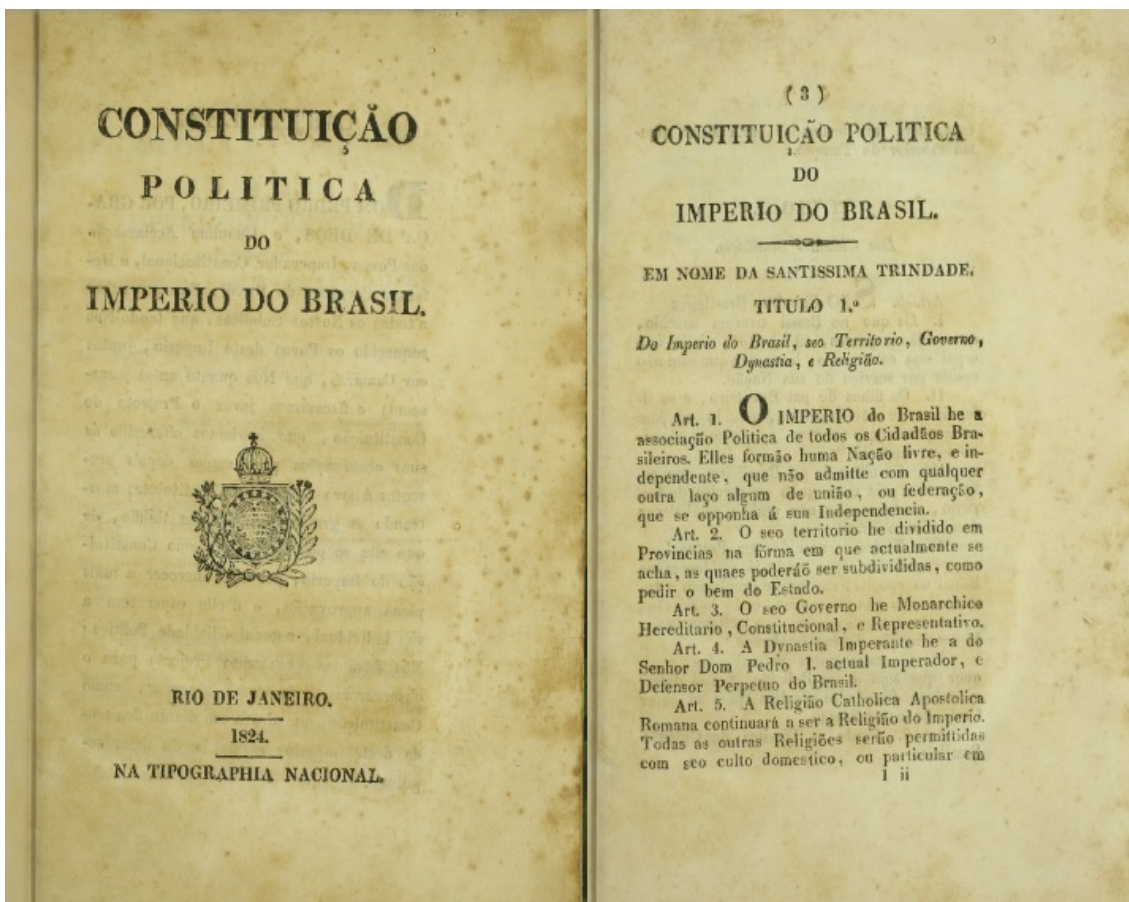 CONSTITUIÇÃO
POLITICA
DO
IMPERIO DO BRASIL.
RIO DE JANEIRO.
1824.
NA TIPOGRAPHIA NACIONAL.
( 3 )
CONSTITUIÇÃO POLITICA
DO
IMPERIO DO BRASIL.
EM NOME DA SANTISSIMA TRINDADE.
TITULO 1.º
Do Imperio do Brasil, seo Territorio, Governo,
Dynastia, e Religião.
Art. 1. O IMPERIO do Brasil he a
associação Politica de todos os Cidadãos Bra-
sileiros. Elles formão huma Nação livre, e in-
dependente, que não admitte com qualquer
outra laço algum de união, ou federação,
que se opponha á sua Independencia.
Art. 2. O seo territorio he dividido em
Provincias na fórma em que actualmente se
acha, as quaes poderáõ ser subdivididas, como
pedir o bem do Estado.
Art. 3. O seo Governo he Monarchico
Hereditario, Constitucional, e Representativo.
Art. 4. A Dynastia Imperante he a do
Senhor Dom Pedro I. actual Imperador, e
Defensor Perpetuo do Brasil.
Art. 5. A Religião Catholica Apostolica
Romana continuará a ser a Religião do Imperio.
Todas as outras Religiões serão permittidas
com seo culto domestico, ou particular em
1 ii